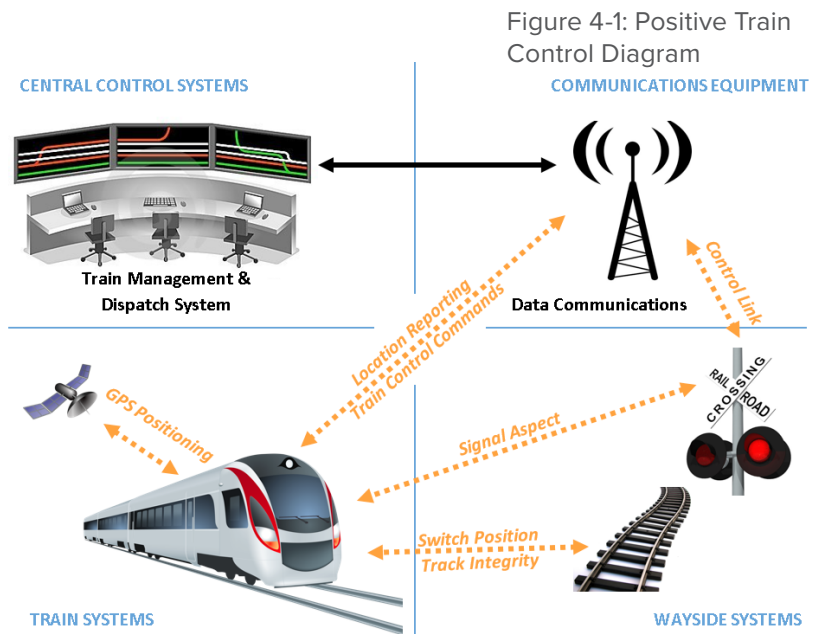 Figure 4-1: Positive Train
Control Diagram
CENTRAL CONTROL SYSTEMS
COMMUNICATIONS EQUIPMENT
Train Management &
Dispatch System
Data Communications
Control Link
Location Reporting
Train Control Commands
GPS Positioning
Signal Aspect
RAIL ROAD
CROSSING
Switch Position
Track Integrity
TRAIN SYSTEMS
WAYSIDE SYSTEMS